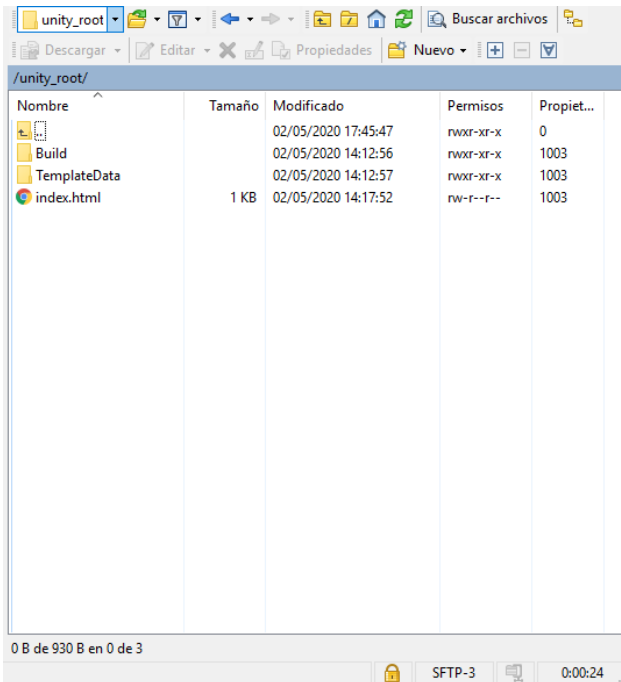 unity_root Buscar archivos
Descargar Editar Propiedades Nuevo
/unity_root/
Nombre Tamaño Modificado Permisos Propiet...
.. 02/05/2020 17:45:47 rwxr-xr-x 0
Build 02/05/2020 14:12:56 rwxr-xr-x 1003
TemplateData 02/05/2020 14:12:57 rwxr-xr-x 1003
index.html 1 KB 02/05/2020 14:17:52 rw-r--r-- 1003
0 B de 930 B en 0 de 3
SFTP-3 0:00:24